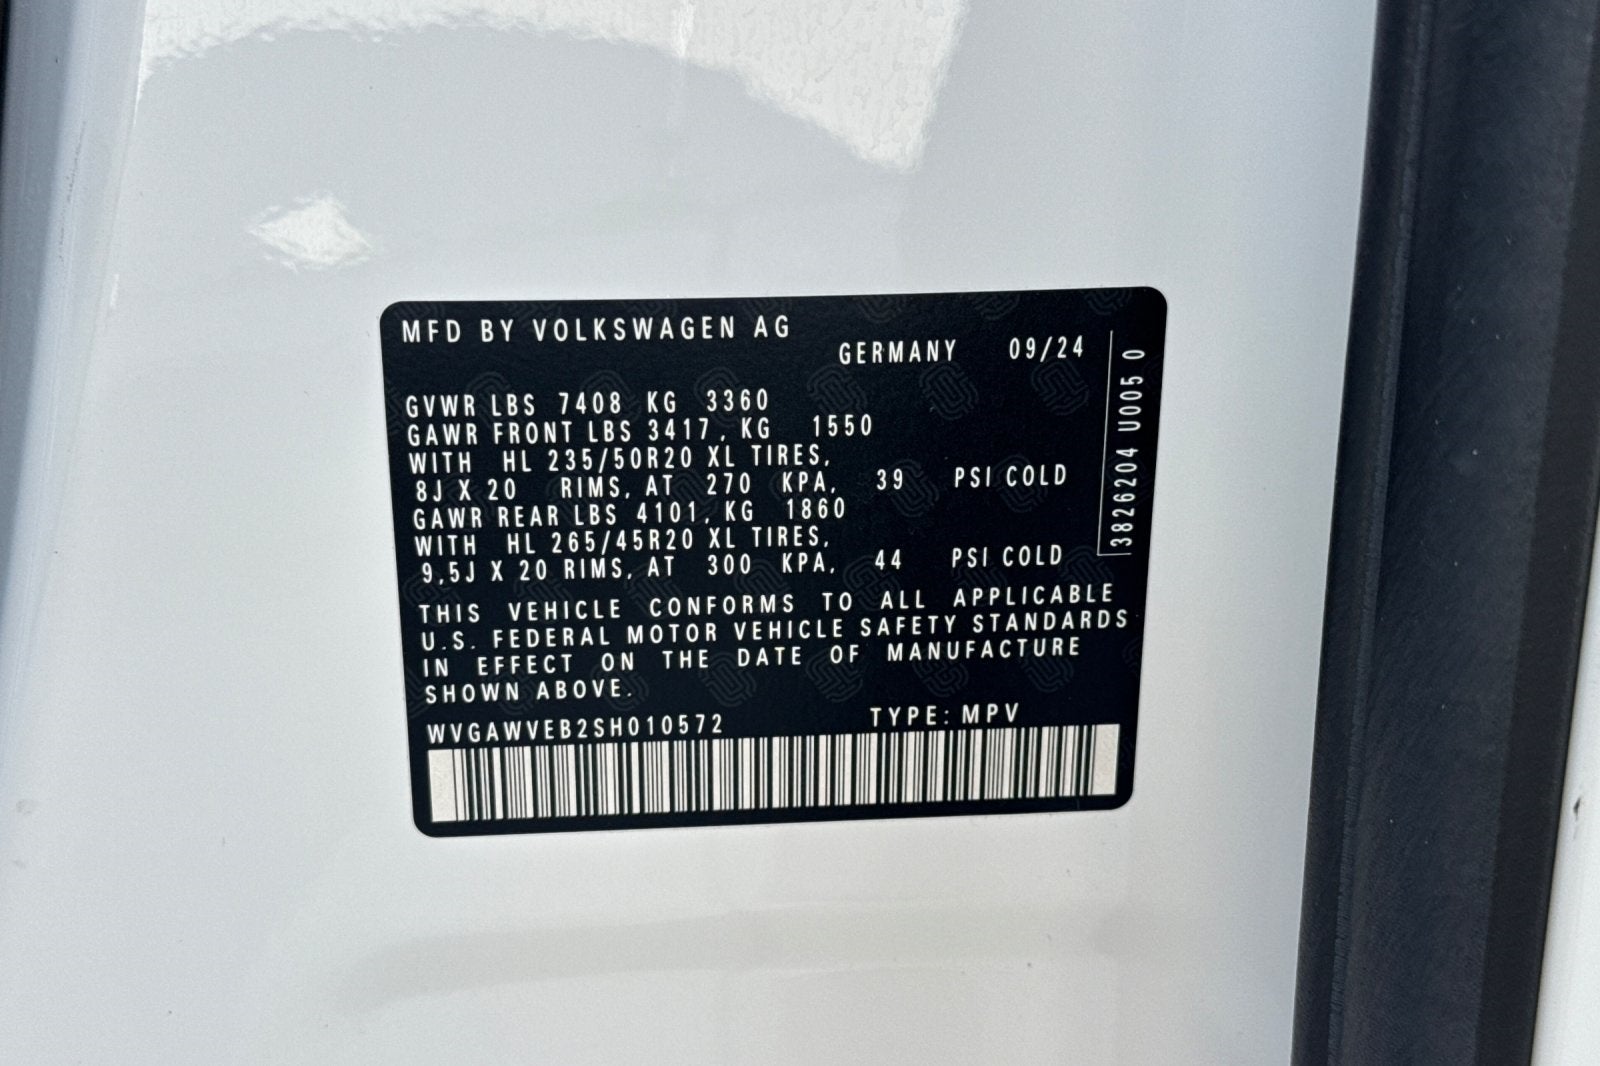 MFD BY VOLKSWAGEN AG
GERMANY 09/24
GVWR LBS 7408 KG 3360
GAWR FRONT LBS 3417, KG 1550
WITH HL 235/50R20 XL TIRES,
8J X 20 RIMS, AT 270 KPA, 39 PSI COLD
GAWR REAR LBS 4101, KG 1860
WITH HL 265/45R20 XL TIRES,
9,5J X 20 RIMS, AT 300 KPA, 44 PSI COLD
THIS VEHICLE CONFORMS TO ALL APPLICABLE
U.S. FEDERAL MOTOR VEHICLE SAFETY STANDARDS
IN EFFECT ON THE DATE OF MANUFACTURE
SHOWN ABOVE.
WVGAWVEB2SH010572 TYPE: MPV
3826204 U005 0